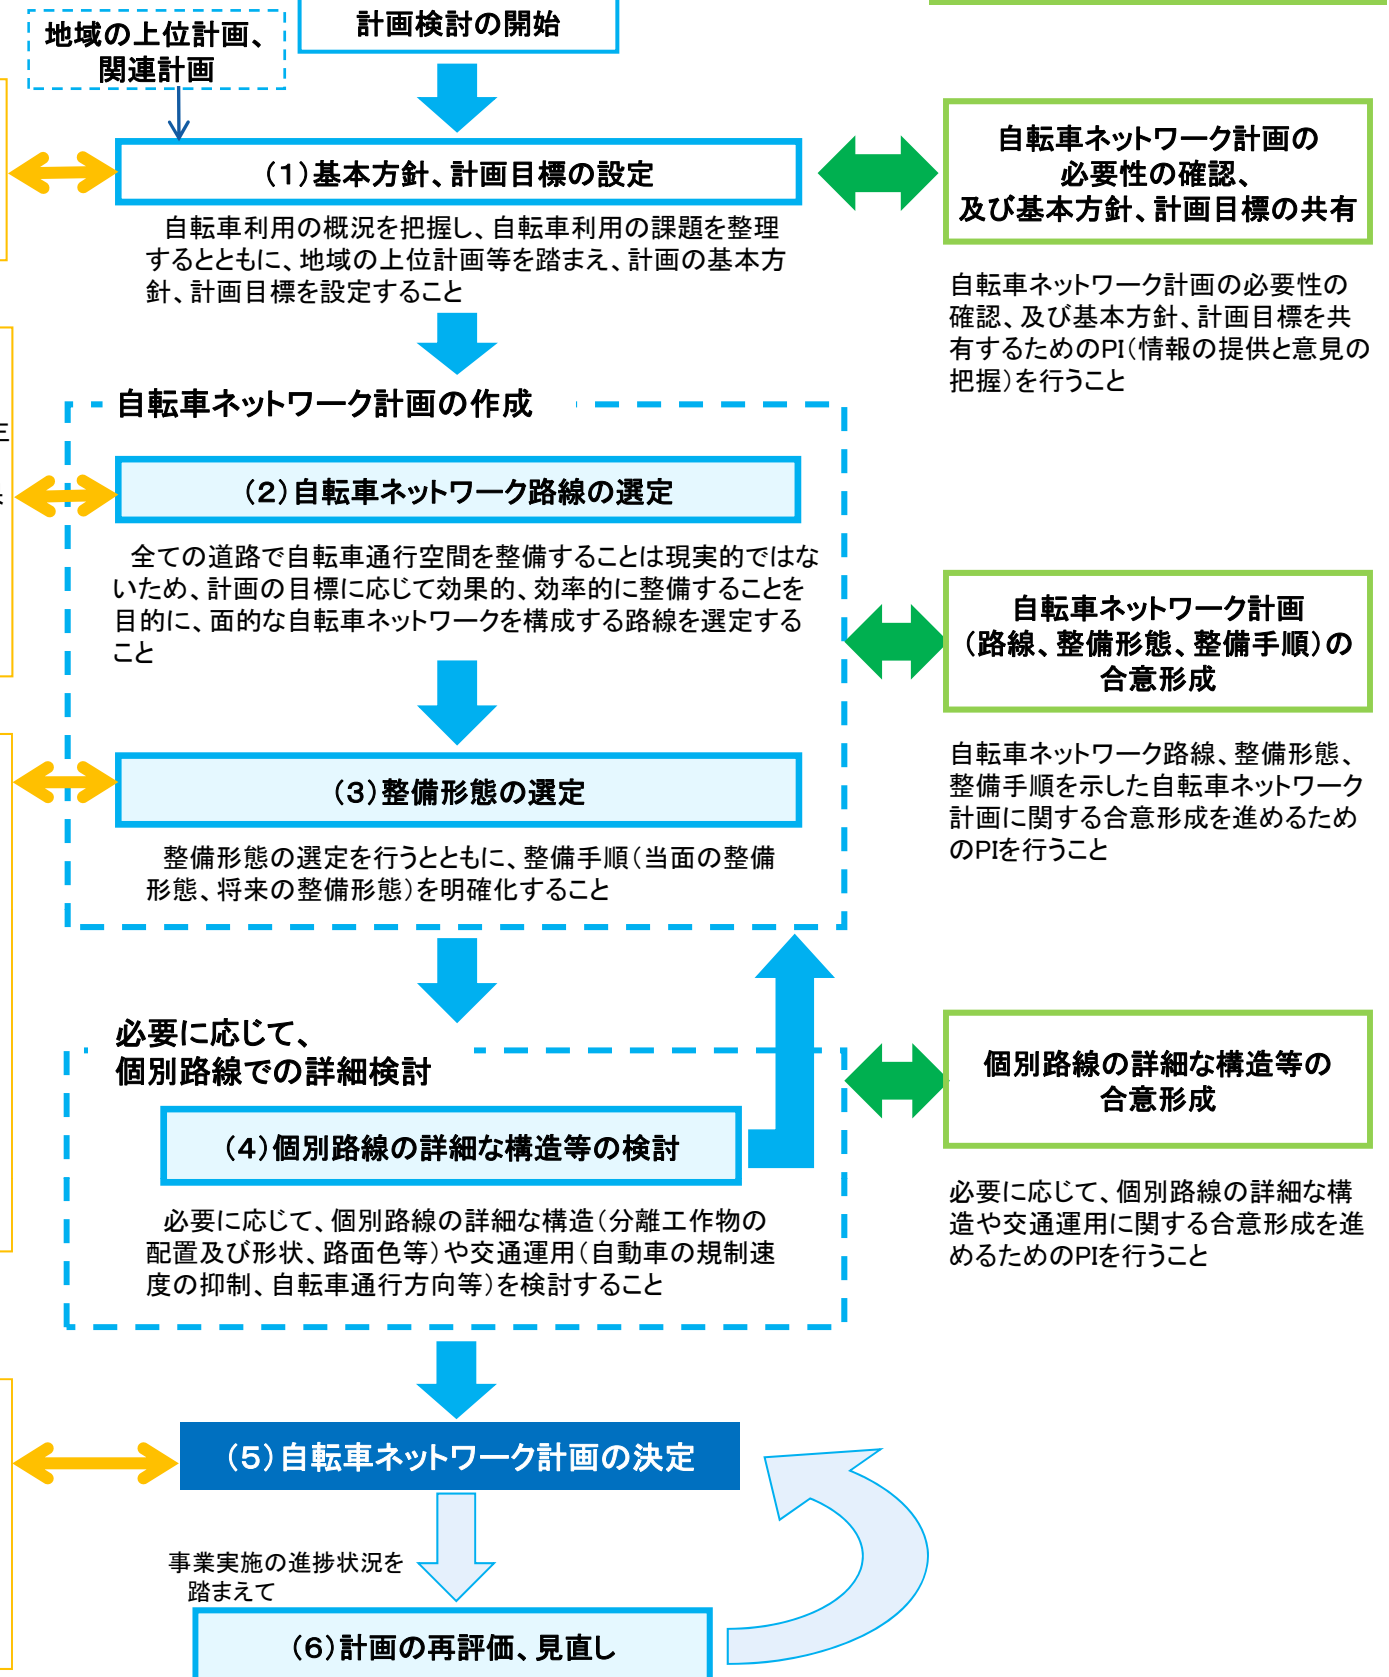 計画検討の開始
地域の上位計画、
関連計画
(1)基本方針、計画目標の設定
自転車利用の概況を把握し、自転車利用の課題を整理
するとともに、地域の上位計画等を踏まえ、計画の基本方
針、計画目標を設定すること
自転車ネットワーク計画の
必要性の確認、
及び基本方針、計画目標の共有
自転車ネットワーク計画の必要性の
確認、及び基本方針、計画目標を共
有するためのPI(情報の提供と意見の
把握)を行うこと
自転車ネットワーク計画の作成
(2)自転車ネットワーク路線の選定
全ての道路で自転車通行空間を整備することは現実的ではな
いため、計画の目標に応じて効果的、効率的に整備することを
目的に、面的な自転車ネットワークを構成する路線を選定する
こと
自転車ネットワーク計画
(路線、整備形態、整備手順)の
合意形成
自転車ネットワーク路線、整備形態、
整備手順を示した自転車ネットワーク
計画に関する合意形成を進めるため
のPIを行うこと
(3)整備形態の選定
整備形態の選定を行うとともに、整備手順(当面の整備
形態、将来の整備形態)を明確化すること
必要に応じて、
個別路線での詳細検討
(4)個別路線の詳細な構造等の検討
必要に応じて、個別路線の詳細な構造(分離工作物の
配置及び形状、路面色等)や交通運用(自動車の規制速
度の抑制、自転車通行方向等)を検討すること
個別路線の詳細な構造等の
合意形成
必要に応じて、個別路線の詳細な構
造や交通運用に関する合意形成を進
めるためのPIを行うこと
(5)自転車ネットワーク計画の決定
事業実施の進捗状況を
踏まえて
(6)計画の再評価、見直し